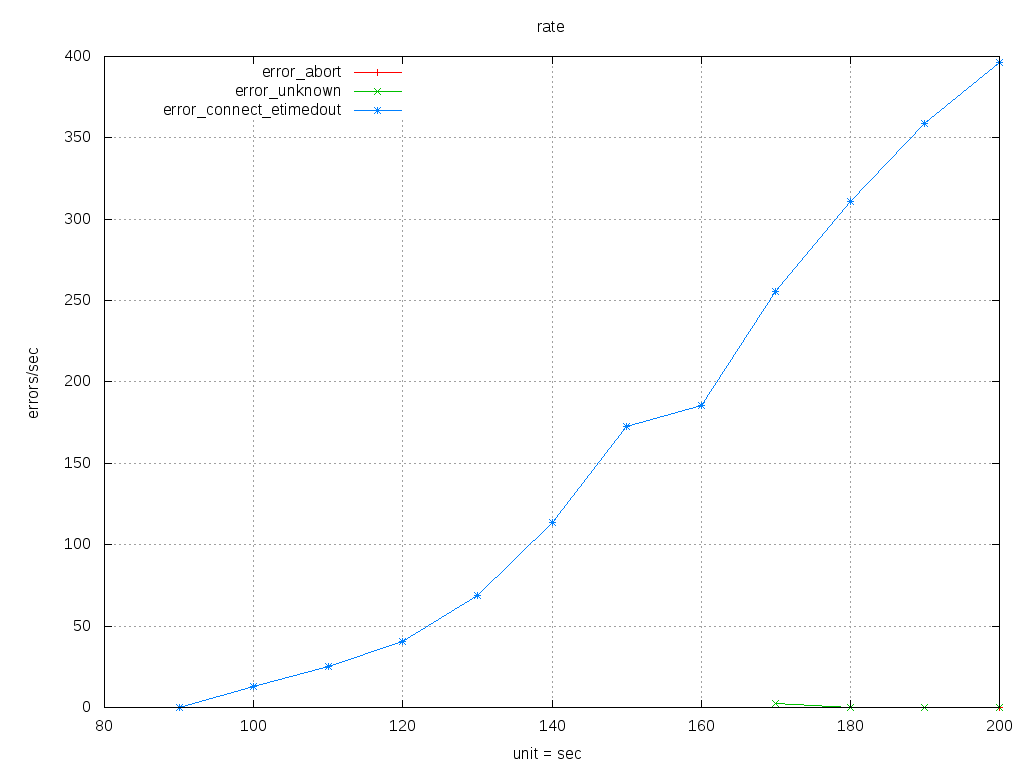 rate
400
350
300
250
200
150
100
50
0
errors/sec
error_abort
error_unknown
error_connect_etimedout
80 100 120 140 160 180 200
unit = sec